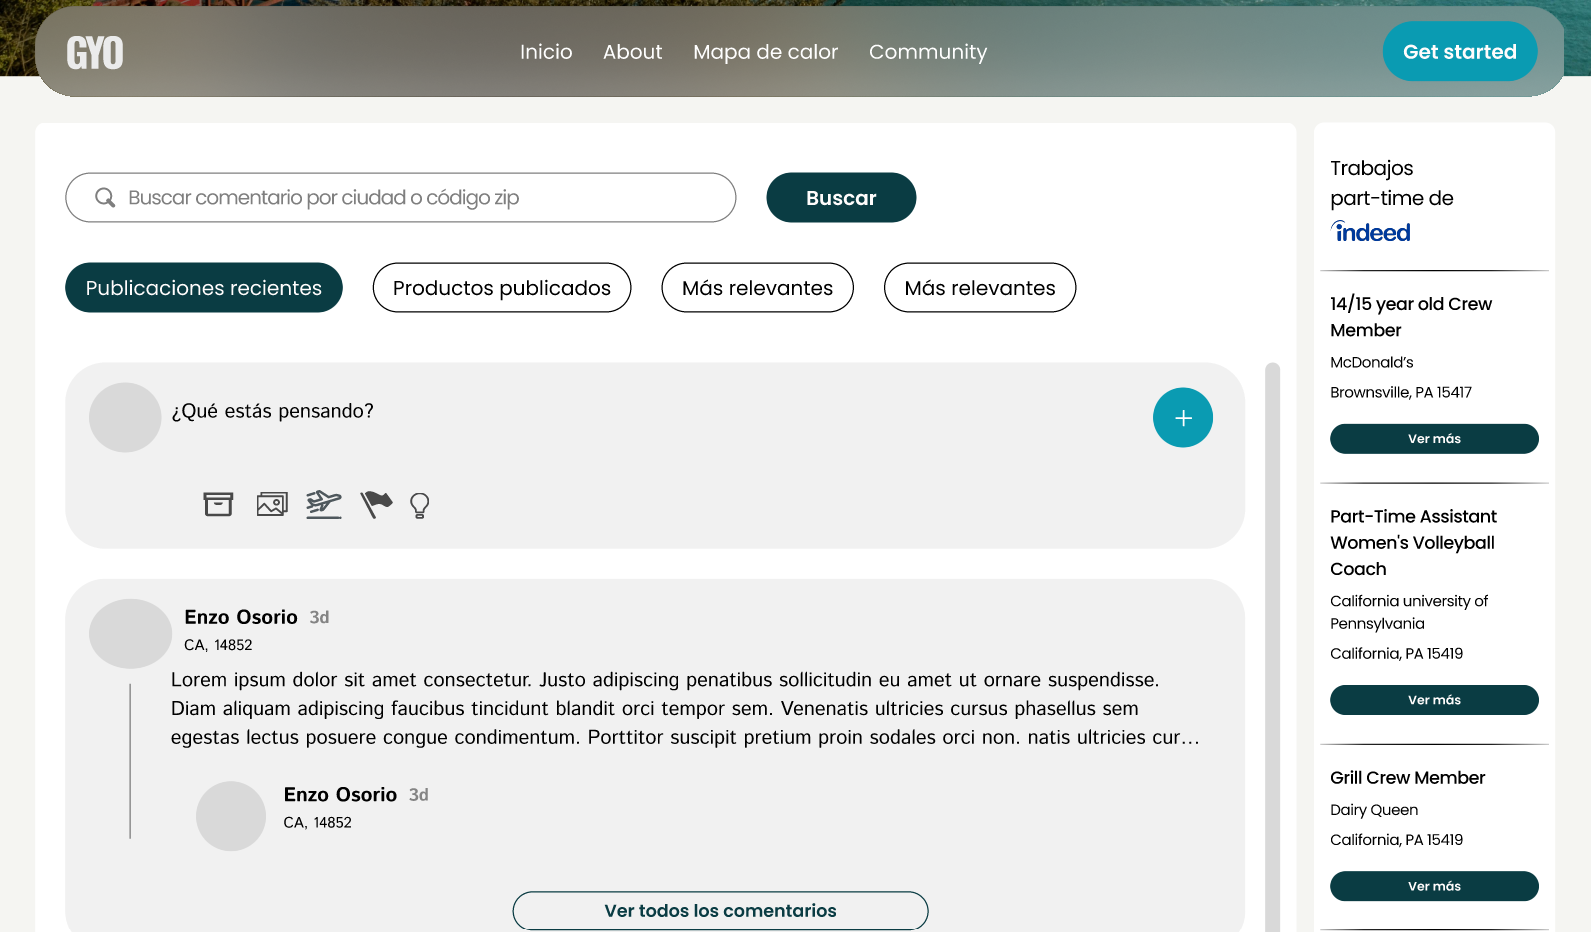 GYO
Inicio
About
Mapa de calor
Community
Get started
Buscar comentario por ciudad o código zip
Buscar
Publicaciones recientes
Productos publicados
Más relevantes
Más relevantes
¿Qué estás pensando?
Enzo Osorio 3d
CA, 14852
Lorem ipsum dolor sit amet consectetur. Justo adipiscing penatibus sollicitudin eu amet ut ornare suspendisse.
Diam aliquam adipiscing faucibus tincidunt blandit orci tempor sem. Venenatis ultricies cursus phasellus sem
egestas lectus posuere congue condimentum. Porttitor suscipit pretium proin sodales orci non. natis ultricies cur...
Enzo Osorio 3d
CA, 14852
Ver todos los comentarios
Trabajos
part-time de
indeed
14/15 year old Crew
Member
McDonald's
Brownsville, PA 15417
Ver más
Part-Time Assistant
Women's Volleyball
Coach
California university of
Pennsylvania
California, PA 15419
Ver más
Grill Crew Member
Dairy Queen
California, PA 15419
Ver más